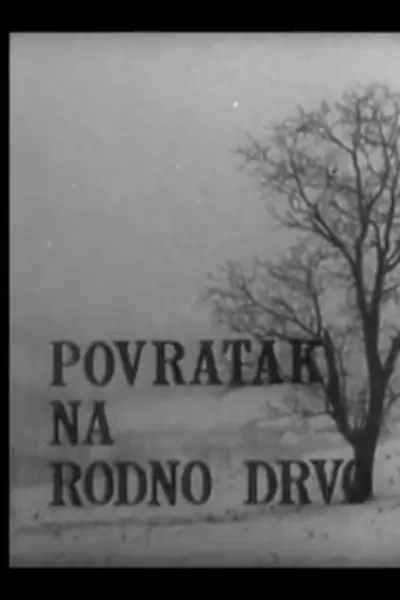 POVRATAK
NA
RODNO DRVO